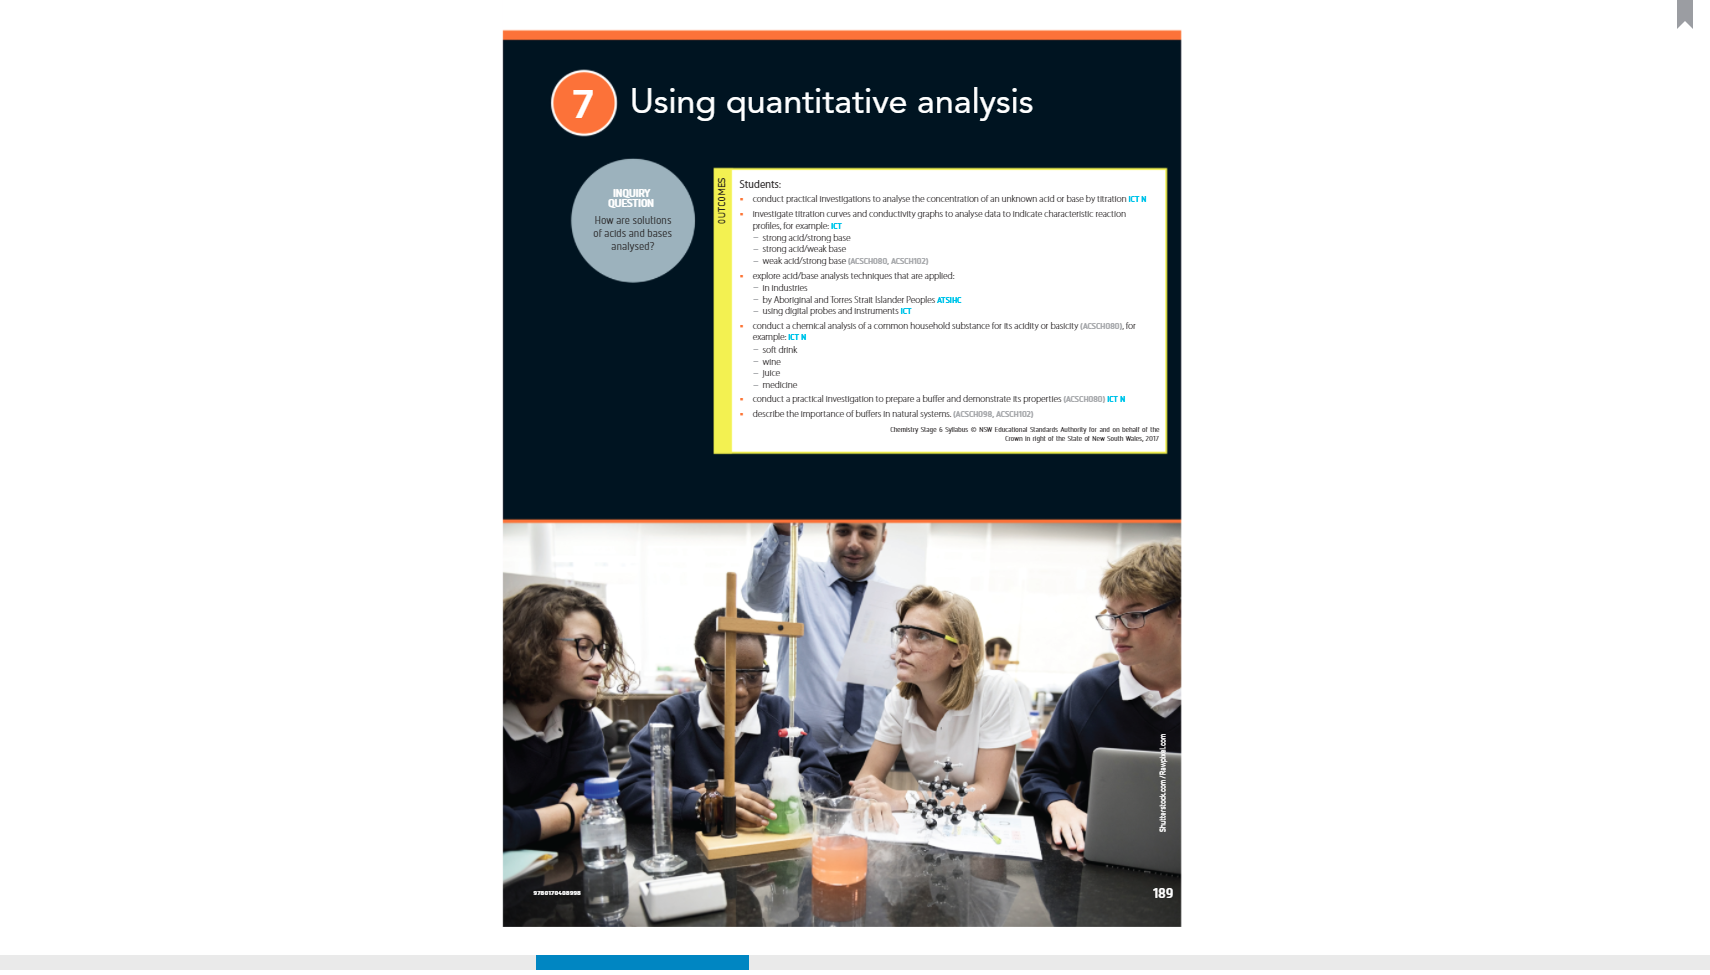 7 Using quantitative analysis
INQUIRY
QUESTION
How are solutions
of acids and bases
analysed?
OUTCOMES
Students:
• conduct practical investigations to analyse the concentration of an unknown acid or base by titration ICT N
• investigate titration curves and conductivity graphs to analyse data to indicate characteristic reaction
profiles, for example: ICT
– strong acid/strong base
– strong acid/weak base
– weak acid/strong base (ACSCH080, ACSCH102)
• explore acid/base analysis techniques that are applied:
– in industries
– by Aboriginal and Torres Strait Islander Peoples ATSIHC
– using digital probes and instruments ICT
• conduct a chemical analysis of a common household substance for its acidity or basicity (ACSCH080), for
example: ICT N
– soft drink
– wine
– juice
– medicine
• conduct a practical investigation to prepare a buffer and demonstrate its properties (ACSCH080) ICT N
• describe the importance of buffers in natural systems. (ACSCH098, ACSCH102)
Chemistry Stage 6 Syllabus © NSW Educational Standards Authority for and on behalf of the
Crown in right of the State of New South Wales, 2017
Shutterstock.com/Rawpixel.com
9780170408998
189